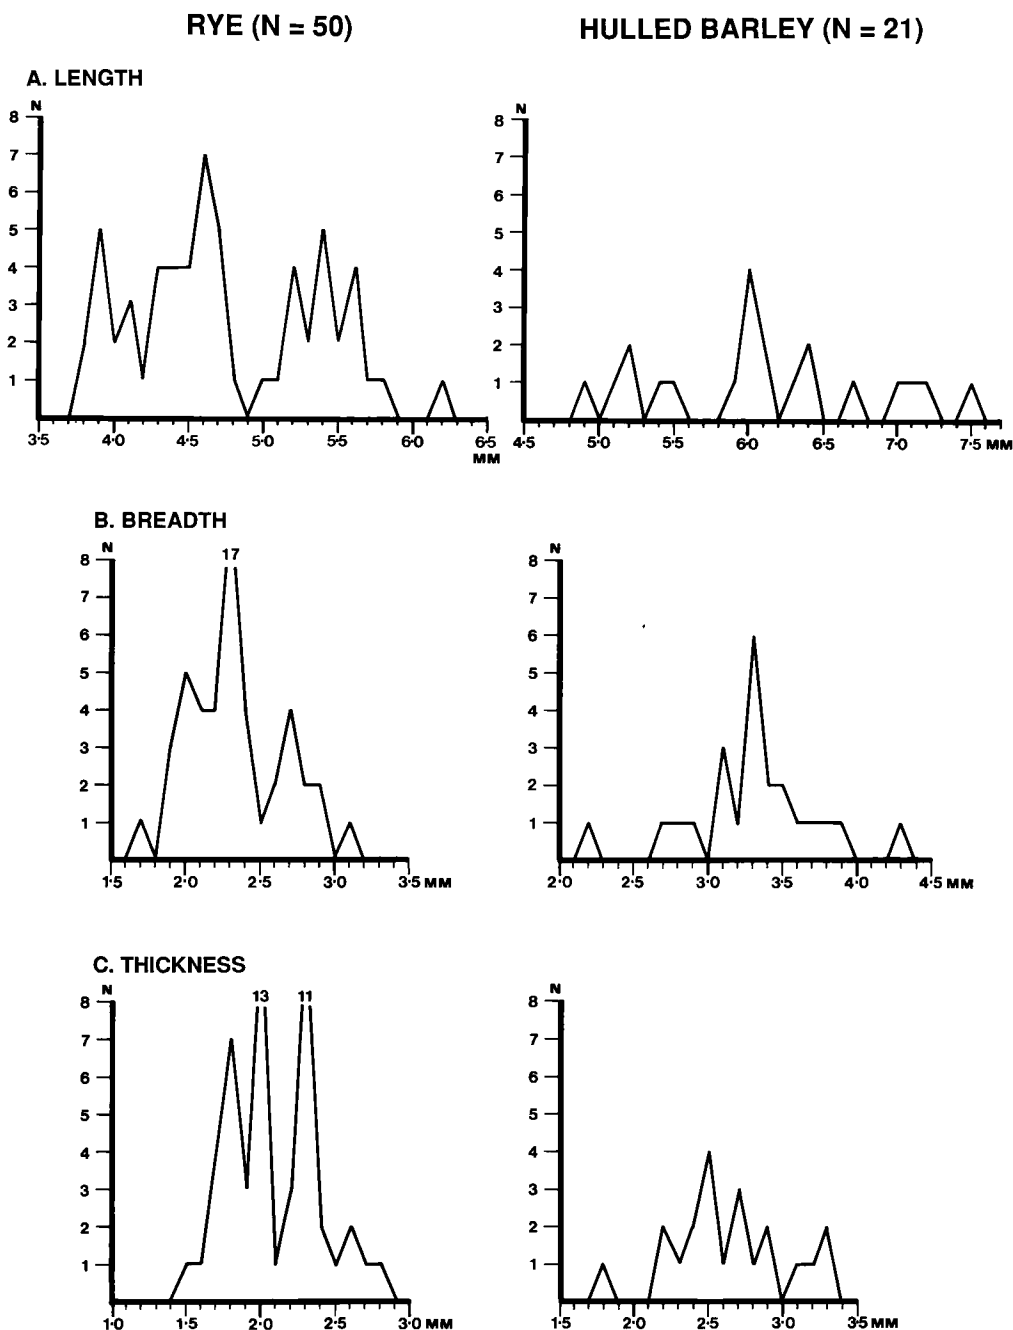 RYE (N = 50)
HULLED BARLEY (N = 21)
A. LENGTH
N
8
7
6
5
4
3
2
1
3·5 4·0 4·5 5·0 5·5 6·0 6·5
MM
N
8
7
6
5
4
3
2
1
4·5 5·0 5·5 6·0 6·5 7·0 7·5 MM
B. BREADTH
N
17
8
7
6
5
4
3
2
1
1·5 2·0 2·5 3·0 3·5 MM
N
8
7
6
5
4
3
2
1
2·0 2·5 3·0 3·5 4·0 4·5 MM
C. THICKNESS
N
13 11
8
7
6
5
4
3
2
1
1·0 1·5 2·0 2·5 3·0 MM
N
8
7
6
5
4
3
2
1
1·5 2·0 2·5 3·0 3·5 MM